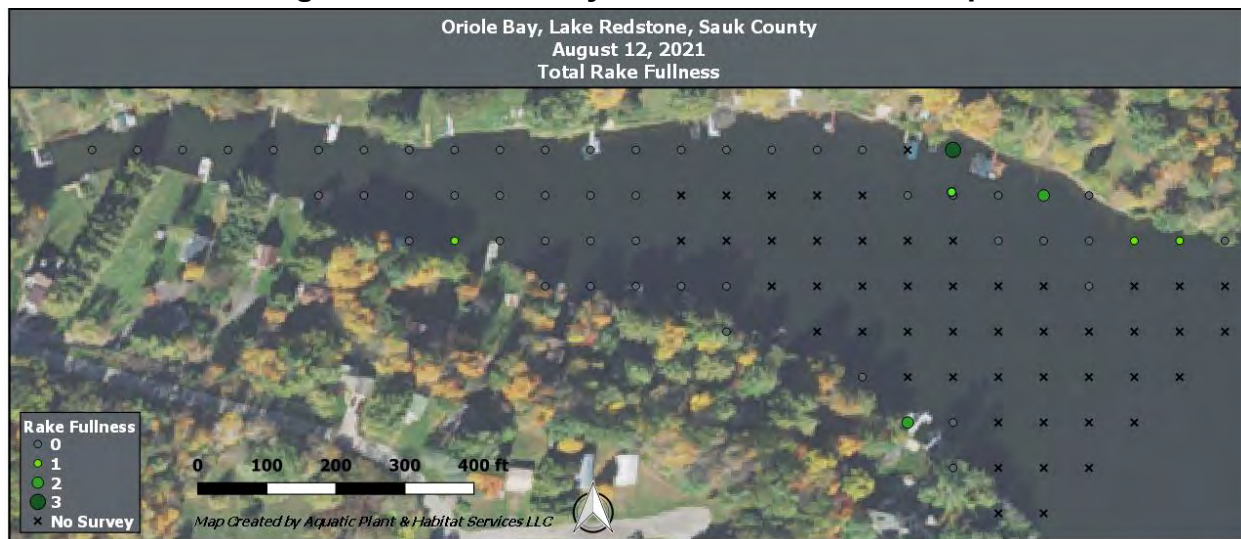 Oriole Bay, Lake Redstone, Sauk County
August 12, 2021
Total Rake Fullness
Rake Fullness
0
1
2
3
No Survey
0 100 200 300 400 ft
Map Created by Aquatic Plant & Habitat Services LLC